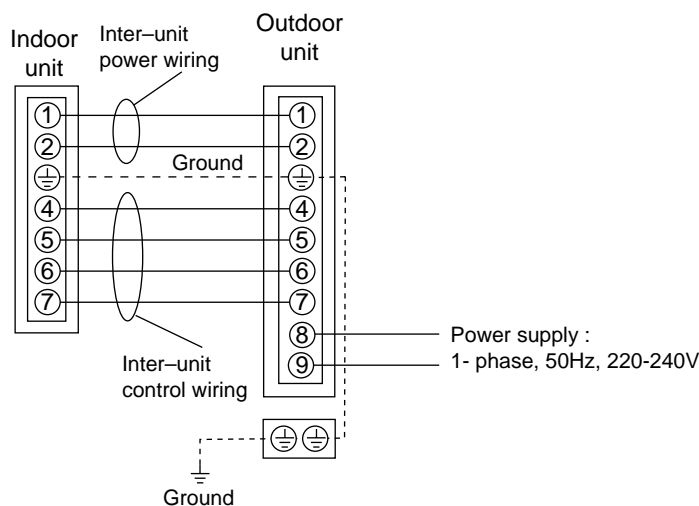 Indoor
unit
Inter–unit
power wiring
Outdoor
unit
1
1
2
2
Ground
4
4
5
5
6
6
7
7
8
9
Power supply :
1- phase, 50Hz, 220-240V
Inter–unit
control wiring
Ground